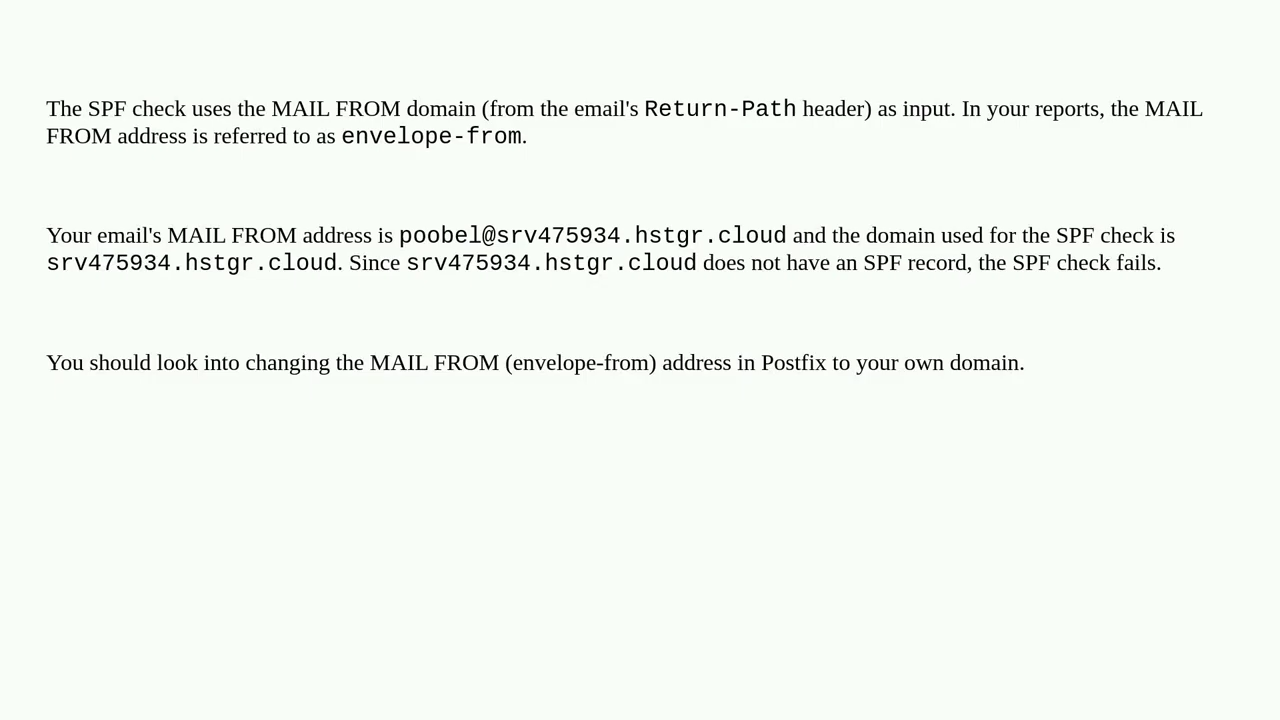 The SPF check uses the MAIL FROM domain (from the email's Return-Path header) as input. In your reports, the MAIL
FROM address is referred to as envelope-from.
Your email's MAIL FROM address is poobel@srv475934.hstgr.cloud and the domain used for the SPF check is
srv475934.hstgr.cloud. Since srv475934.hstgr.cloud does not have an SPF record, the SPF check fails.
You should look into changing the MAIL FROM (envelope-from) address in Postfix to your own domain.